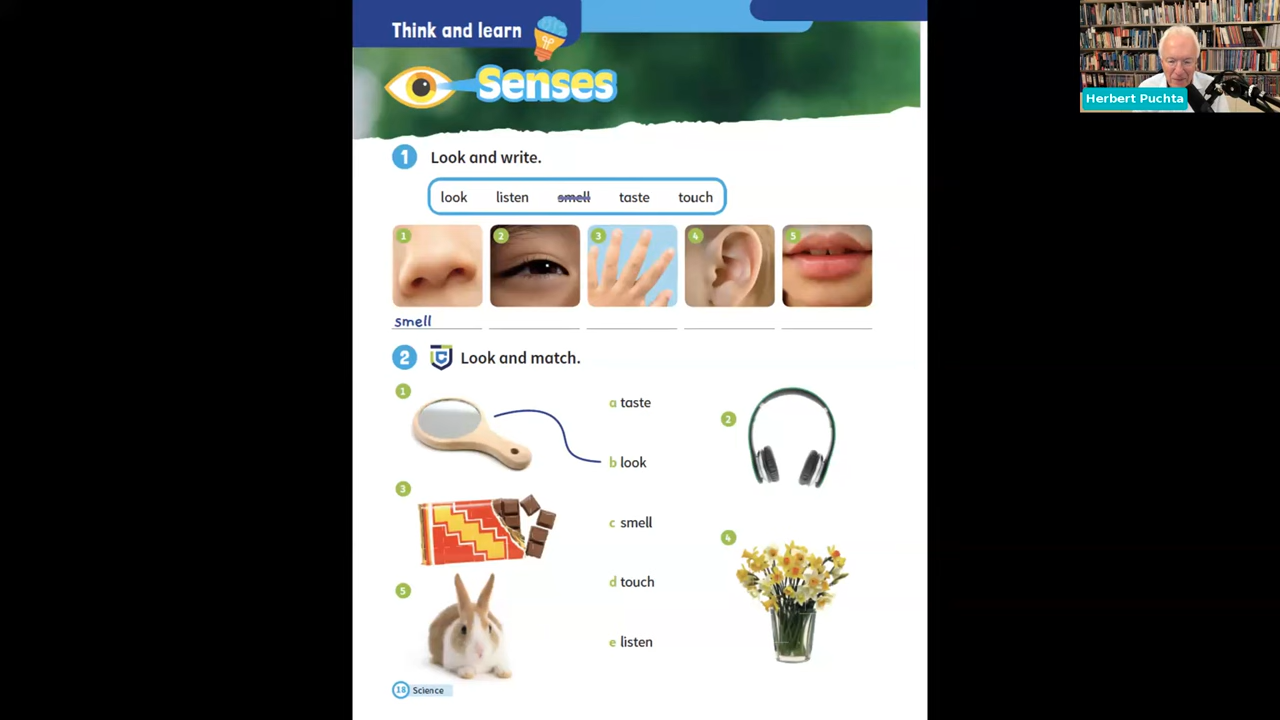 Think and learn
Senses
Herbert Puchta
1 Look and write.
look listen smell taste touch
1 2 3 4 5
smell
2 C Look and match.
1
a taste
2
b look
3
c smell
4
d touch
5
e listen
18 Science